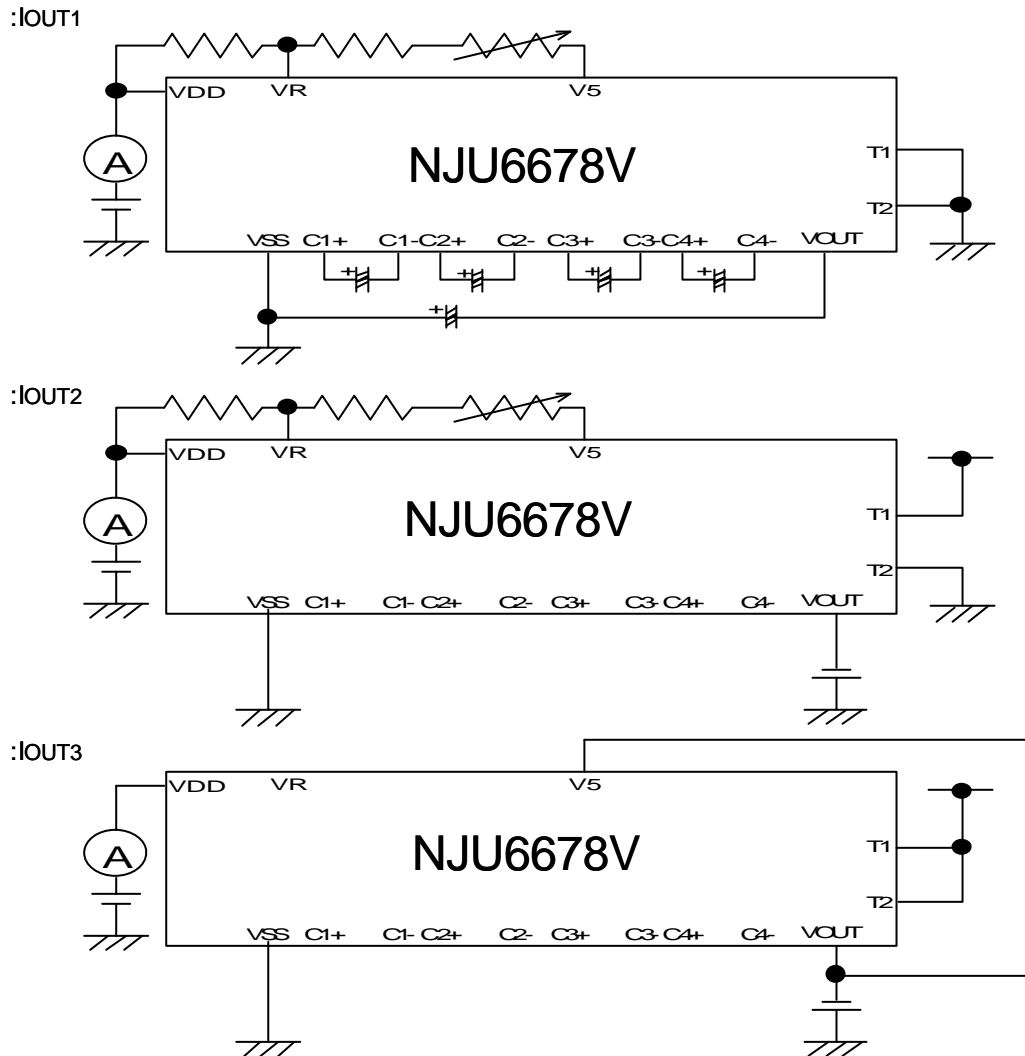 :IOUT1
VDD VR V5
A
NJU6678V
T1
T2
VSS C1+ C1- C2+ C2- C3+ C3- C4+ C4- VOUT
+ + + +
+
:IOUT2
VDD VR V5
A
NJU6678V
T1
T2
VSS C1+ C1- C2+ C2- C3+ C3- C4+ C4- VOUT
:IOUT3
VDD VR V5
A
NJU6678V
T1
T2
VSS C1+ C1- C2+ C2- C3+ C3- C4+ C4- VOUT